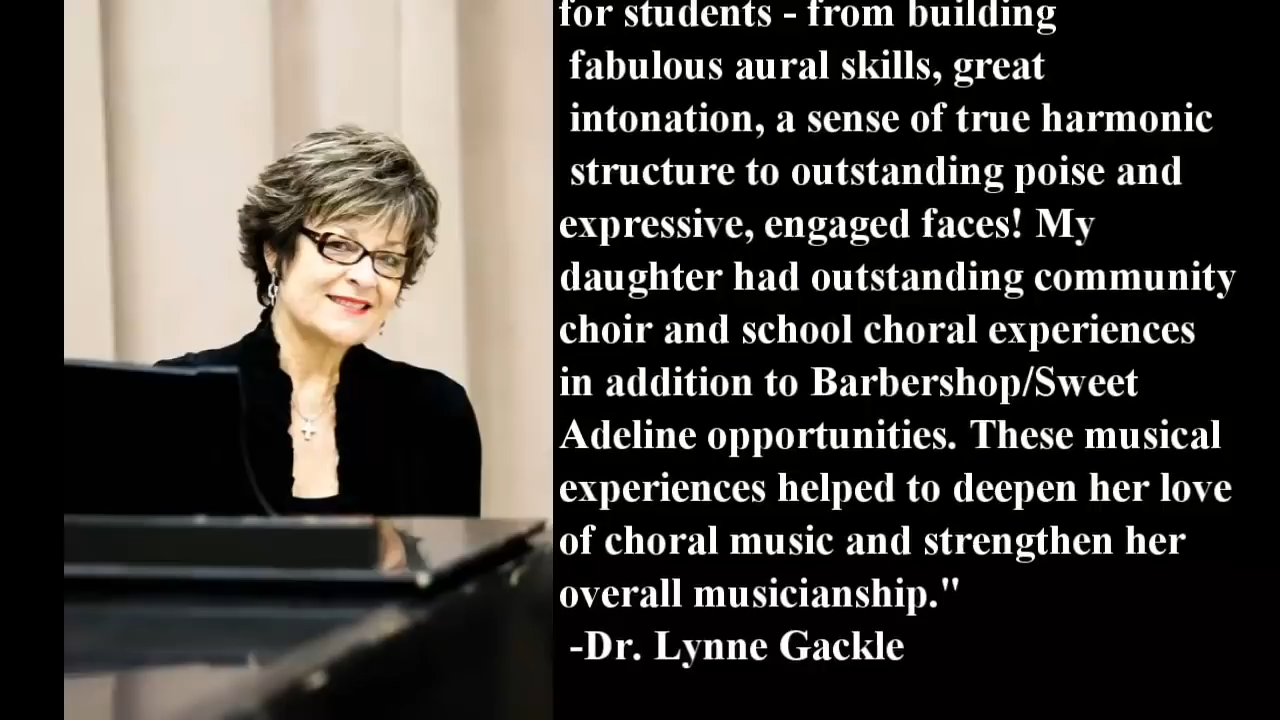 for students - from building
fabulous aural skills, great
intonation, a sense of true harmonic
structure to outstanding poise and
expressive, engaged faces! My
daughter had outstanding community
choir and school choral experiences
in addition to Barbershop/Sweet
Adeline opportunities. These musical
experiences helped to deepen her love
of choral music and strengthen her
overall musicianship."
-Dr. Lynne Gackle